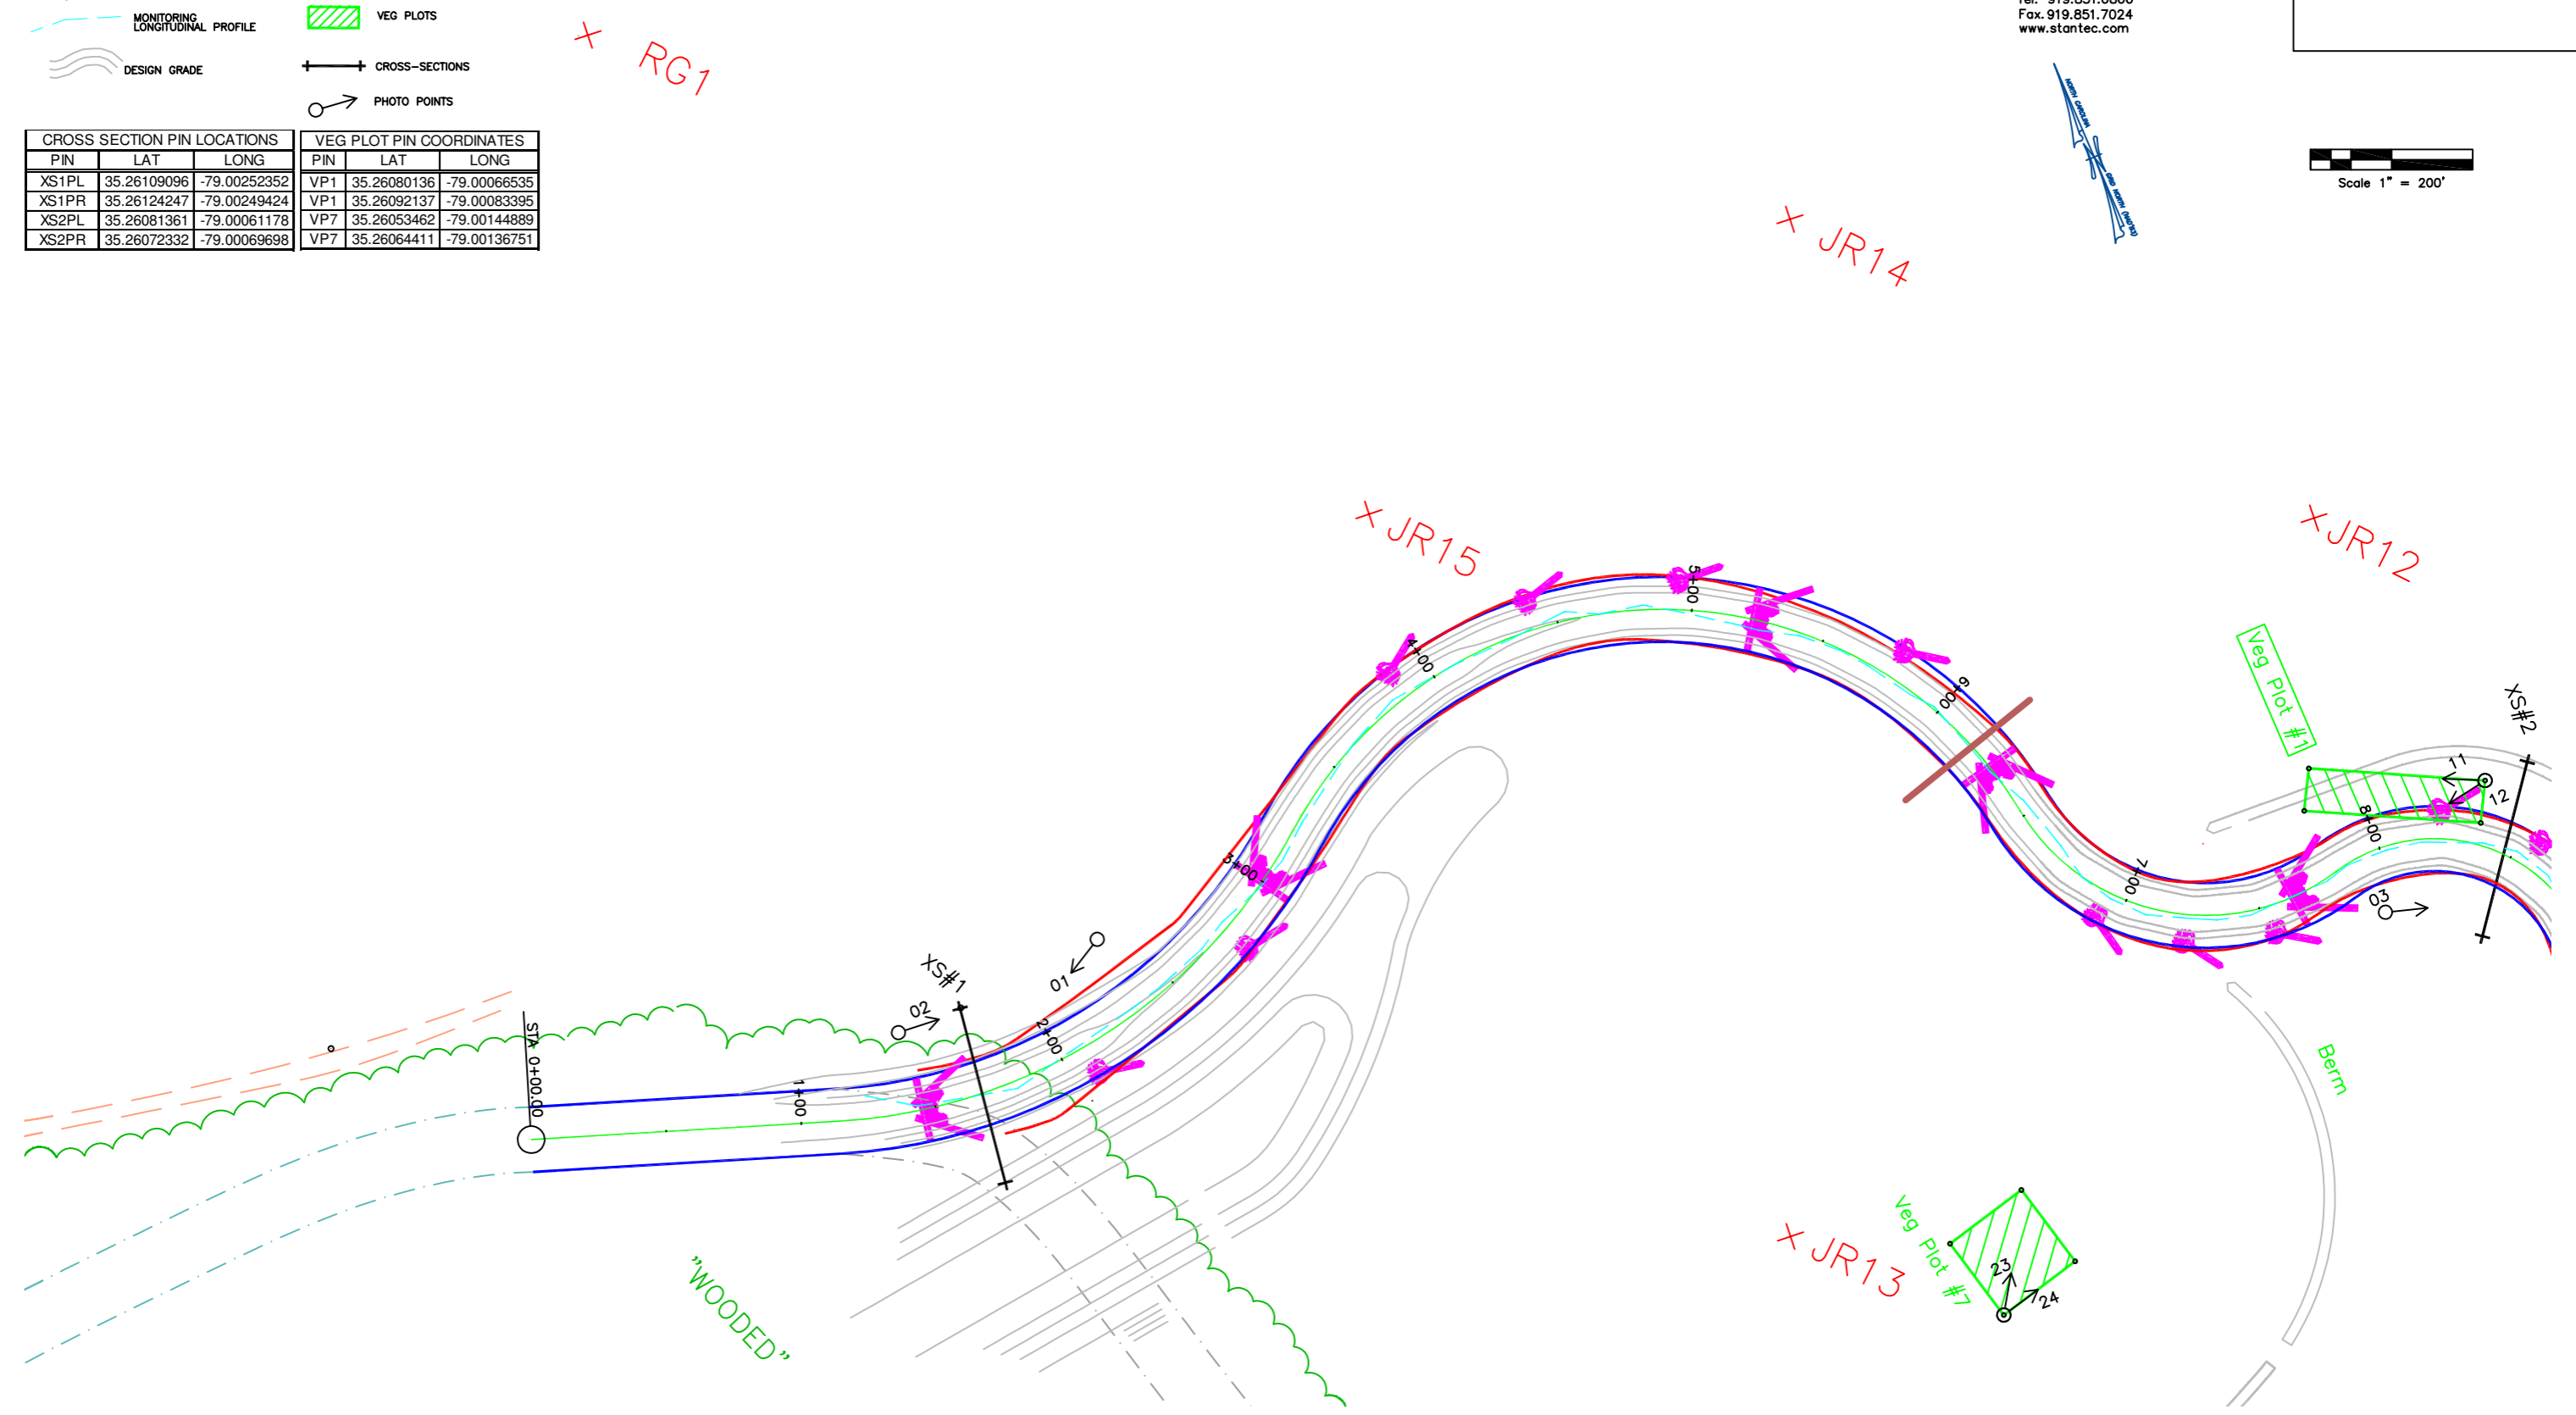 MONITORING
LONGITUDINAL PROFILE
VEG PLOTS
DESIGN GRADE
CROSS-SECTIONS
PHOTO POINTS
Fax. 919.851.7024
www.stantec.com
NORTH CAROLINA
GRID NORTH (NAD'83)
Scale 1" = 200'
CROSS SECTION PIN LOCATIONS
PIN LAT LONG
XS1PL 35.26109096 -79.00252352
XS1PR 35.26124247 -79.00249424
XS2PL 35.26081361 -79.00061178
XS2PR 35.26072332 -79.00069698
VEG PLOT PIN COORDINATES
PIN LAT LONG
VP1 35.26080136 -79.00066535
VP1 35.26092137 -79.00083395
VP7 35.26053462 -79.00144889
VP7 35.26064411 -79.00136751
RG1
JR14
JR15
JR12
5+00
4+00
6+00
Veg Plot #1
XS#2
11
12
8+00
3+00
7+00
03
XS#1
01
02
2+00
STA 0+00.00
1+00
Berm
"WOODED"
JR13
Veg Plot #7
23
24